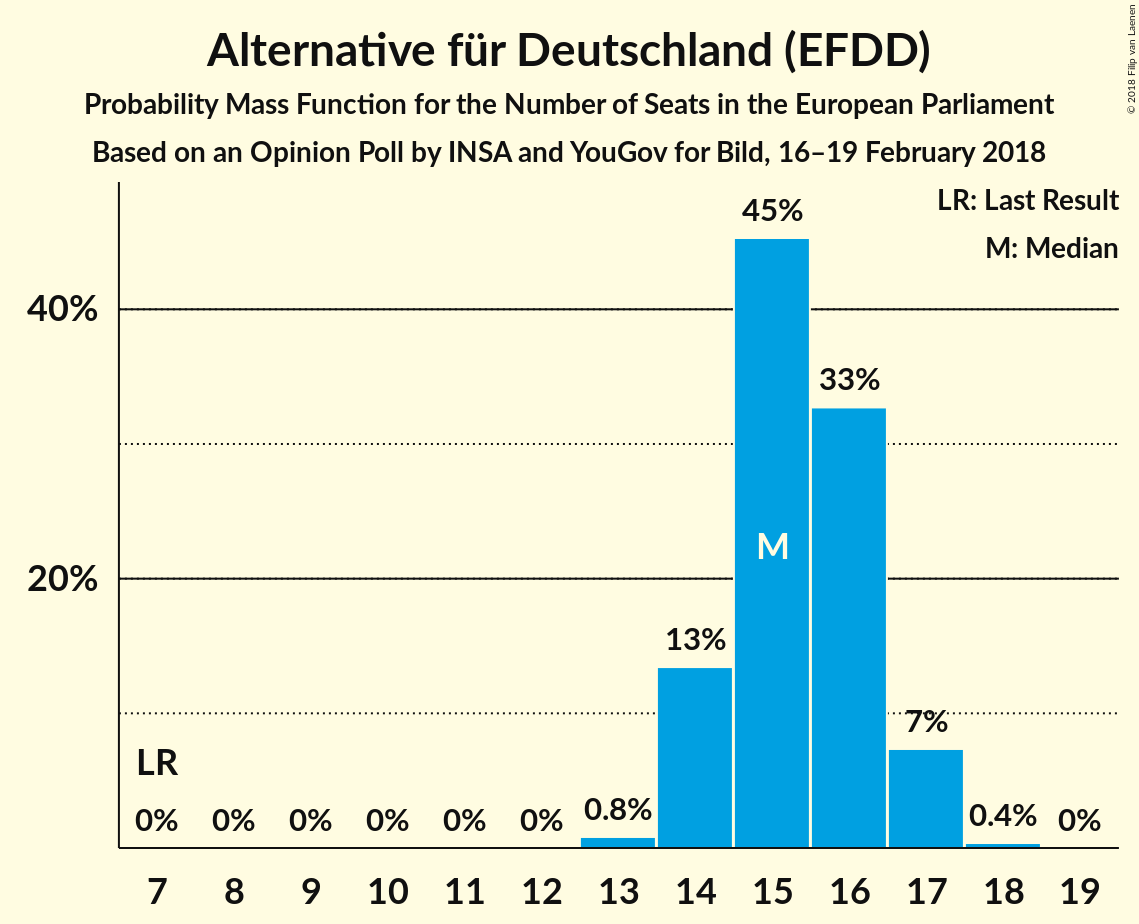 Alternative für Deutschland (EFDD)
Probability Mass Function for the Number of Seats in the European Parliament
Based on an Opinion Poll by INSA and YouGov for Bild, 16–19 February 2018
© 2018 Filip van Laenen
LR: Last Result
M: Median
45%
40%
33%
M
20%
13%
7%
LR
0% 0% 0% 0% 0% 0% 0.8% 0.4% 0%
7 8 9 10 11 12 13 14 15 16 17 18 19